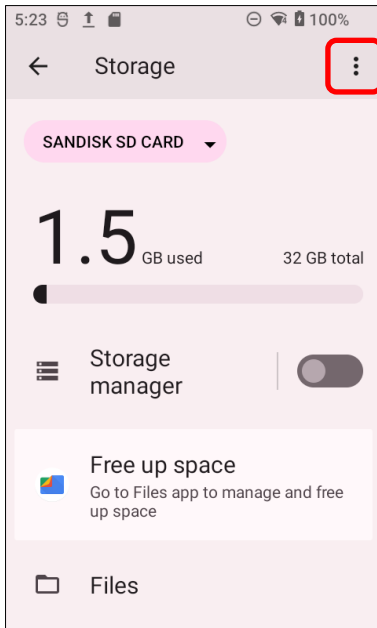 5:23 100%
Storage
SANDISK SD CARD
1.5 GB used 32 GB total
Storage
manager
Free up space
Go to Files app to manage and free
up space
Files